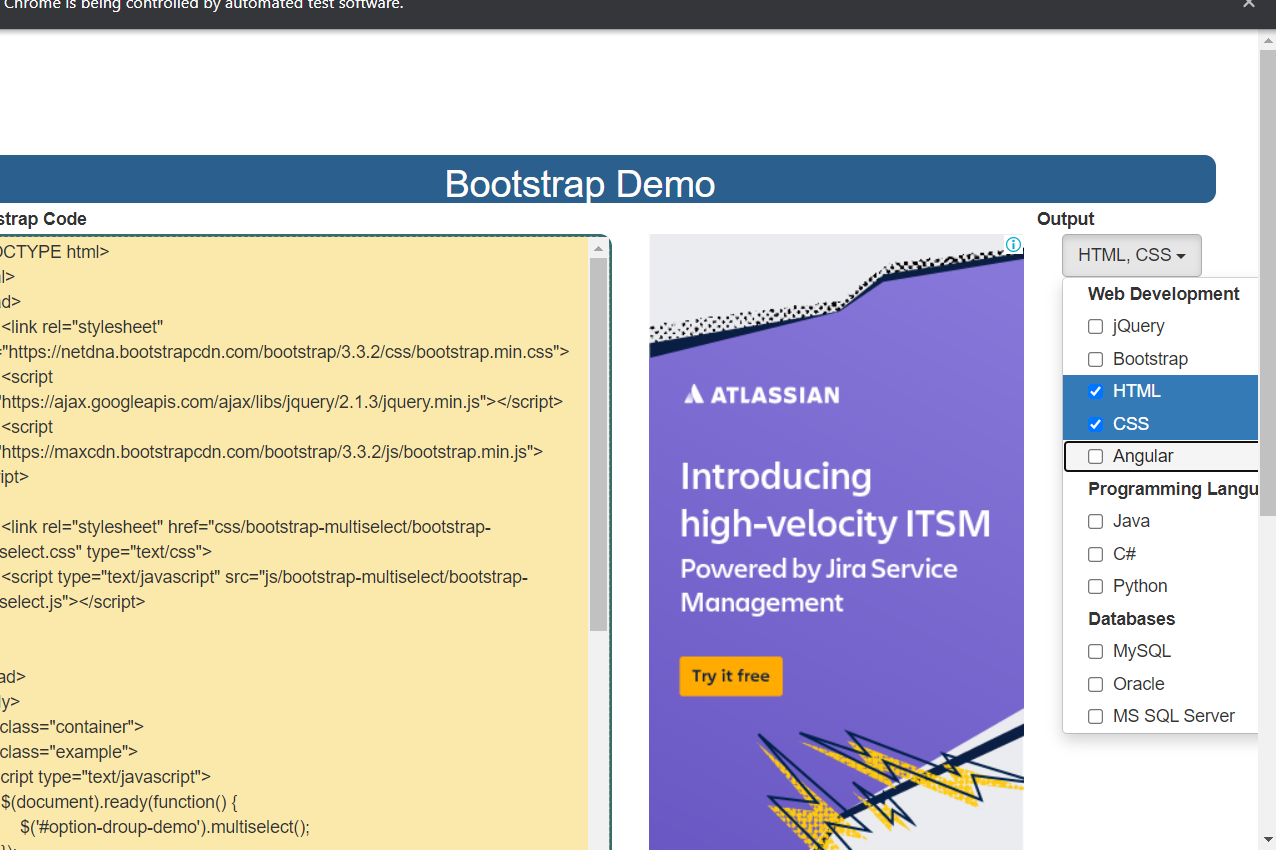 Chrome is being controlled by automated test software.
Bootstrap Demo
strap Code
Output
OCTYPE html>
l>
ad>
<link rel="stylesheet"
="https://netdna.bootstrapcdn.com/bootstrap/3.3.2/css/bootstrap.min.css">
<script
"https://ajax.googleapis.com/ajax/libs/jquery/2.1.3/jquery.min.js"></script>
<script
"https://maxcdn.bootstrapcdn.com/bootstrap/3.3.2/js/bootstrap.min.js">
ript>
<link rel="stylesheet" href="css/bootstrap-multiselect/bootstrap-
select.css" type="text/css">
<script type="text/javascript" src="js/bootstrap-multiselect/bootstrap-
select.js"></script>
ad>
ly>
class="container">
class="example">
cript type="text/javascript">
$(document).ready(function() {
$('#option-droup-demo').multiselect();
});
ATLASSIAN
Introducing
high-velocity ITSM
Powered by Jira Service
Management
Try it free
HTML, CSS
Web Development
jQuery
Bootstrap
HTML
CSS
Angular
Programming Langu
Java
C#
Python
Databases
MySQL
Oracle
MS SQL Server